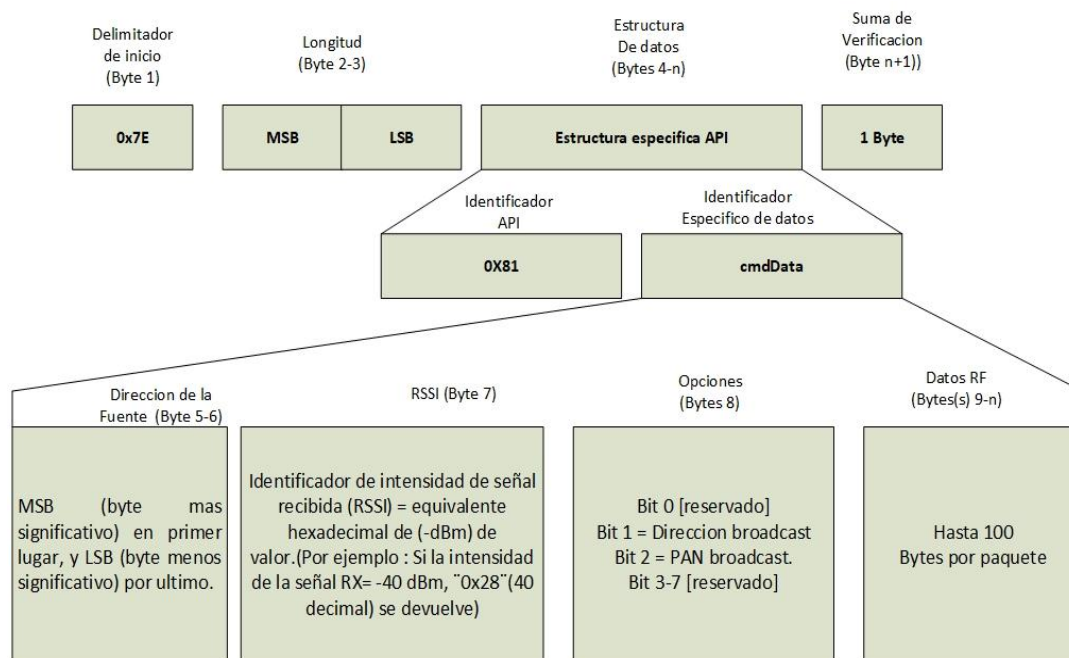 Delimitador
de inicio
(Byte 1)
Longitud
(Byte 2-3)
Estructura
De datos
(Bytes 4-n)
Suma de
Verificacion
(Byte n+1))
0x7E
MSB
LSB
Estructura especifica API
1 Byte
Identificador
API
Identificador
Especifico de datos
0X81
cmdData
Direccion de la
Fuente (Byte 5-6)
RSSI (Byte 7)
Opciones
(Bytes 8)
Datos RF
(Bytes(s) 9-n)
MSB (byte mas
significativo) en primer
lugar, y LSB (byte menos
significativo) por ultimo.
Identificador de intensidad de señal
recibida (RSSI) = equivalente
hexadecimal de (-dBm) de
valor.(Por ejemplo : Si la intensidad
de la señal RX= -40 dBm, ¨0x28¨(40
decimal) se devuelve)
Bit 0 [reservado]
Bit 1 = Direccion broadcast
Bit 2 = PAN broadcast.
Bit 3-7 [reservado]
Hasta 100
Bytes por paquete